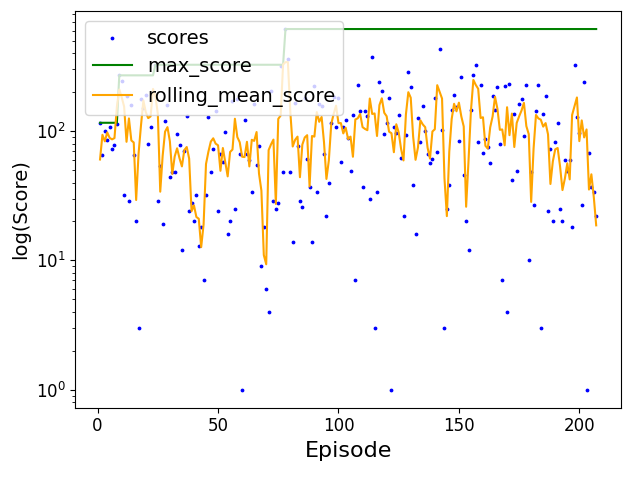 scores
max_score
rolling_mean_score
log(Score)
10²
10¹
10⁰
0 50 100 150 200
Episode